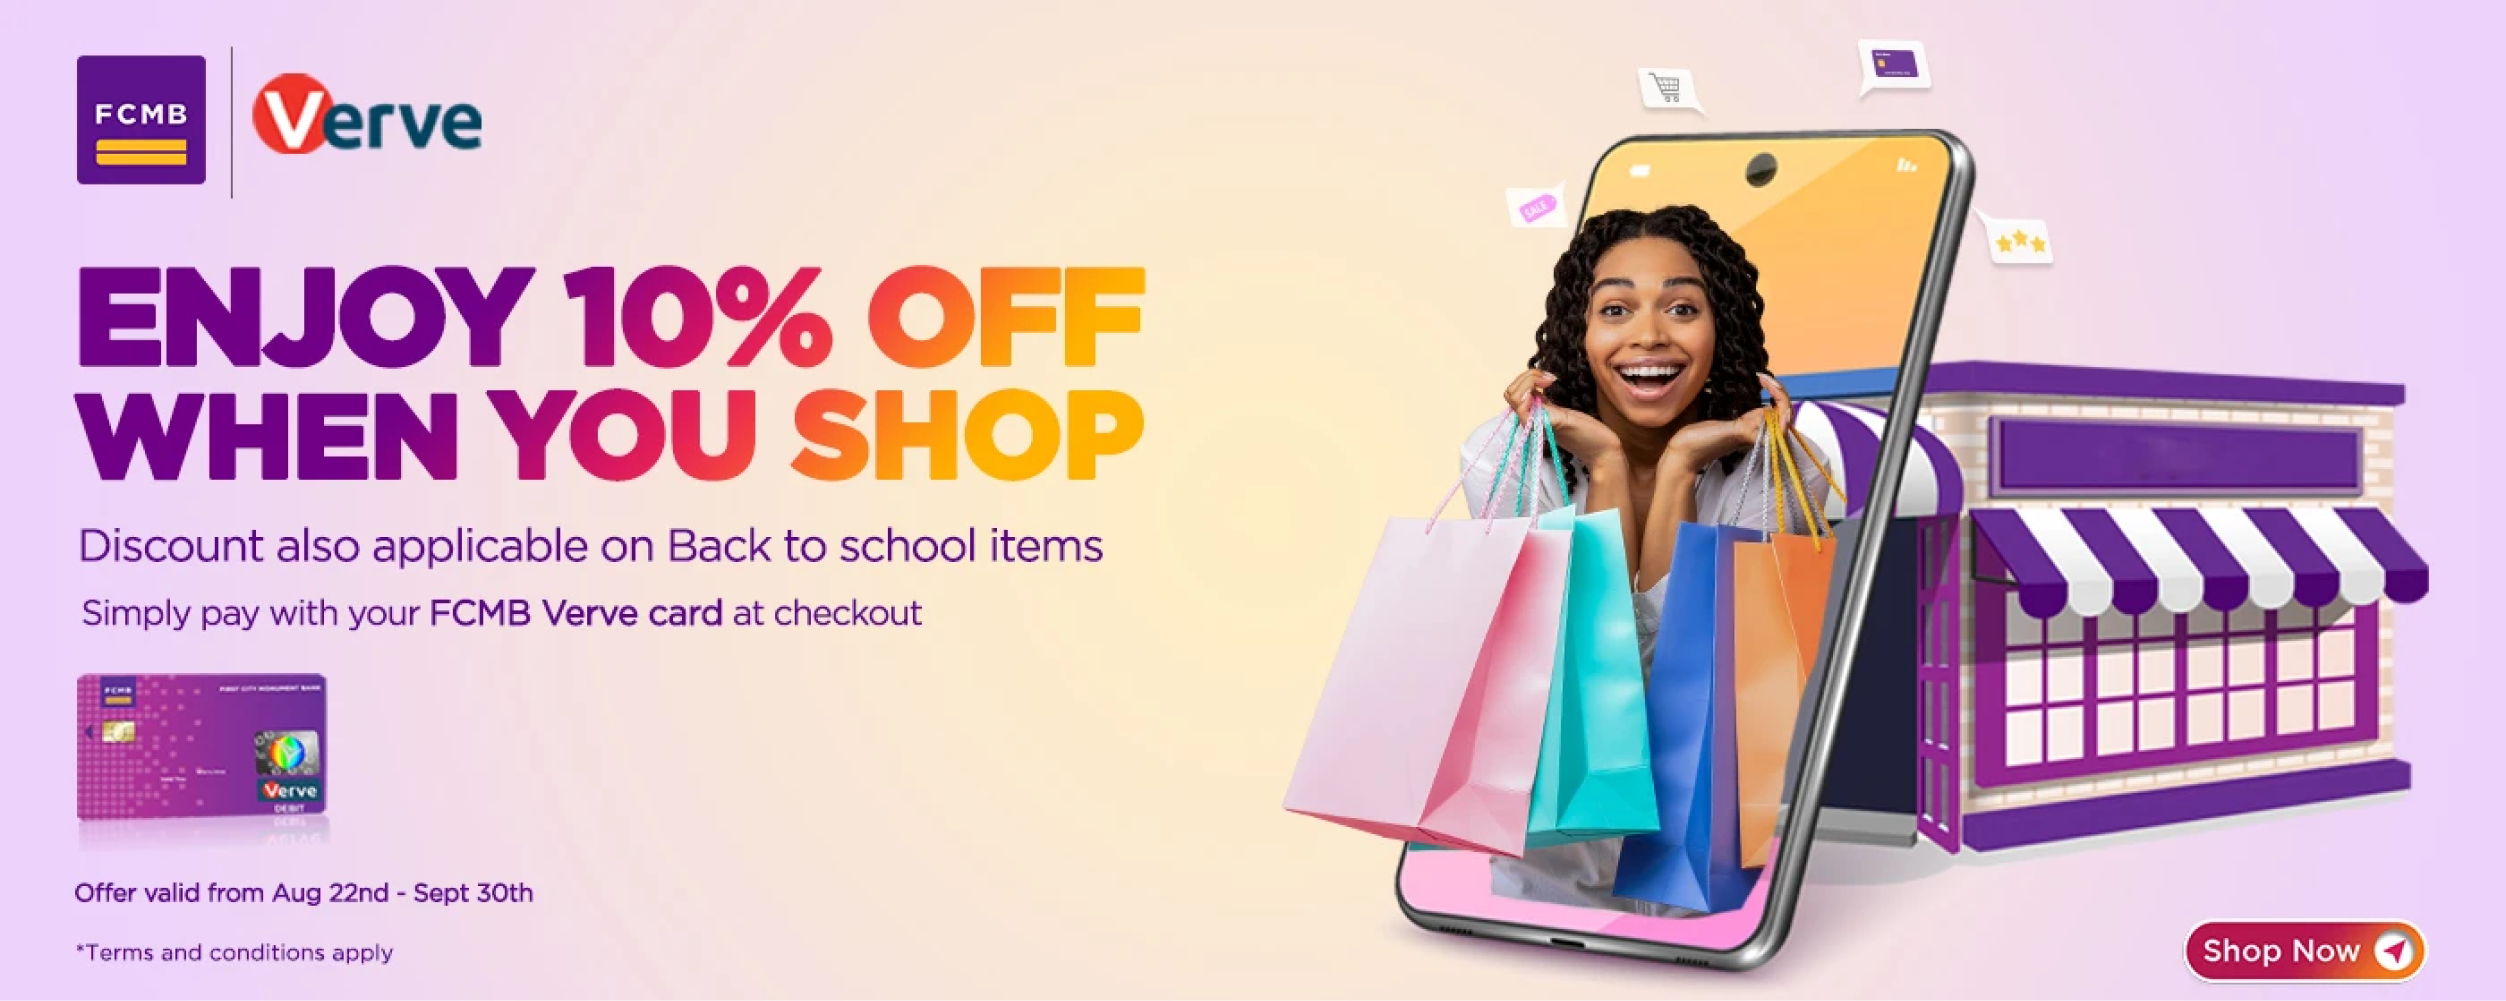 FCMB
Verve
SALE
ENJOY 10% OFF
WHEN YOU SHOP
Discount also applicable on Back to school items
Simply pay with your FCMB Verve card at checkout
FCMB
FIRST CITY MONUMENT BANK
Verve
DEBIT
Offer valid from Aug 22nd - Sept 30th
*Terms and conditions apply
Shop Now